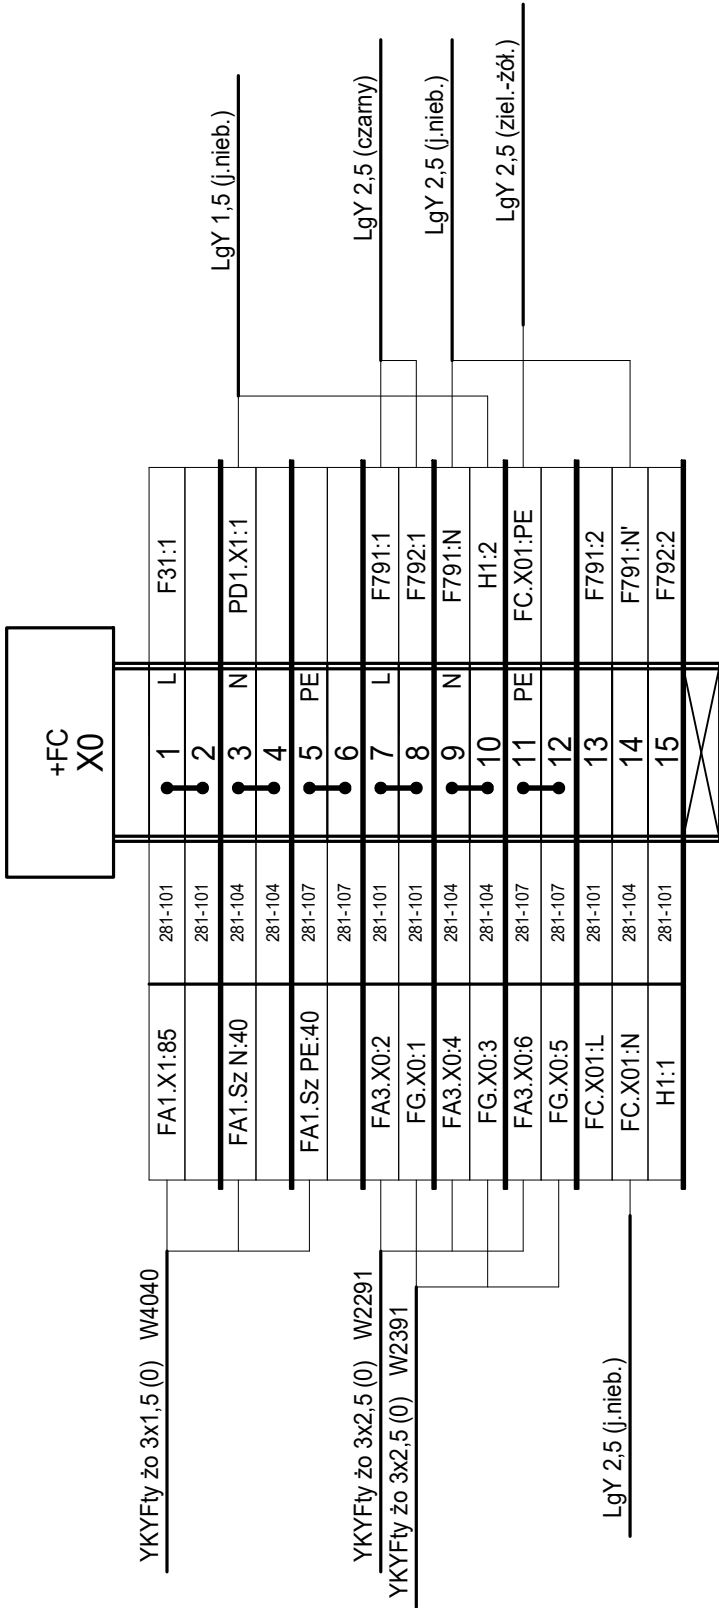 +FC
X0
FA1.X1:85 281-101 1 L F31:1
281-101 2
FA1.Sz N:40 281-104 3 N PD1.X1:1
281-104 4
FA1.Sz PE:40 281-107 5 PE
281-107 6
FA3.X0:2 281-101 7 L F791:1
FG.X0:1 281-101 8 F792:1
FA3.X0:4 281-104 9 N F791:N
FG.X0:3 281-104 10 H1:2
FA3.X0:6 281-107 11 PE FC.X01:PE
FG.X0:5 281-107 12
FC.X01:L 281-101 13 F791:2
FC.X01:N 281-104 14 F791:N'
H1:1 281-101 15 F792:2
YKYFty żo 3x1,5 (0) W4040
YKYFty żo 3x2,5 (0) W2291
YKYFty żo 3x2,5 (0) W2391
LgY 2,5 (j.nieb.)
LgY 1,5 (j.nieb.)
LgY 2,5 (czarny)
LgY 2,5 (j.nieb.)
LgY 2,5 (ziel.-żół.)